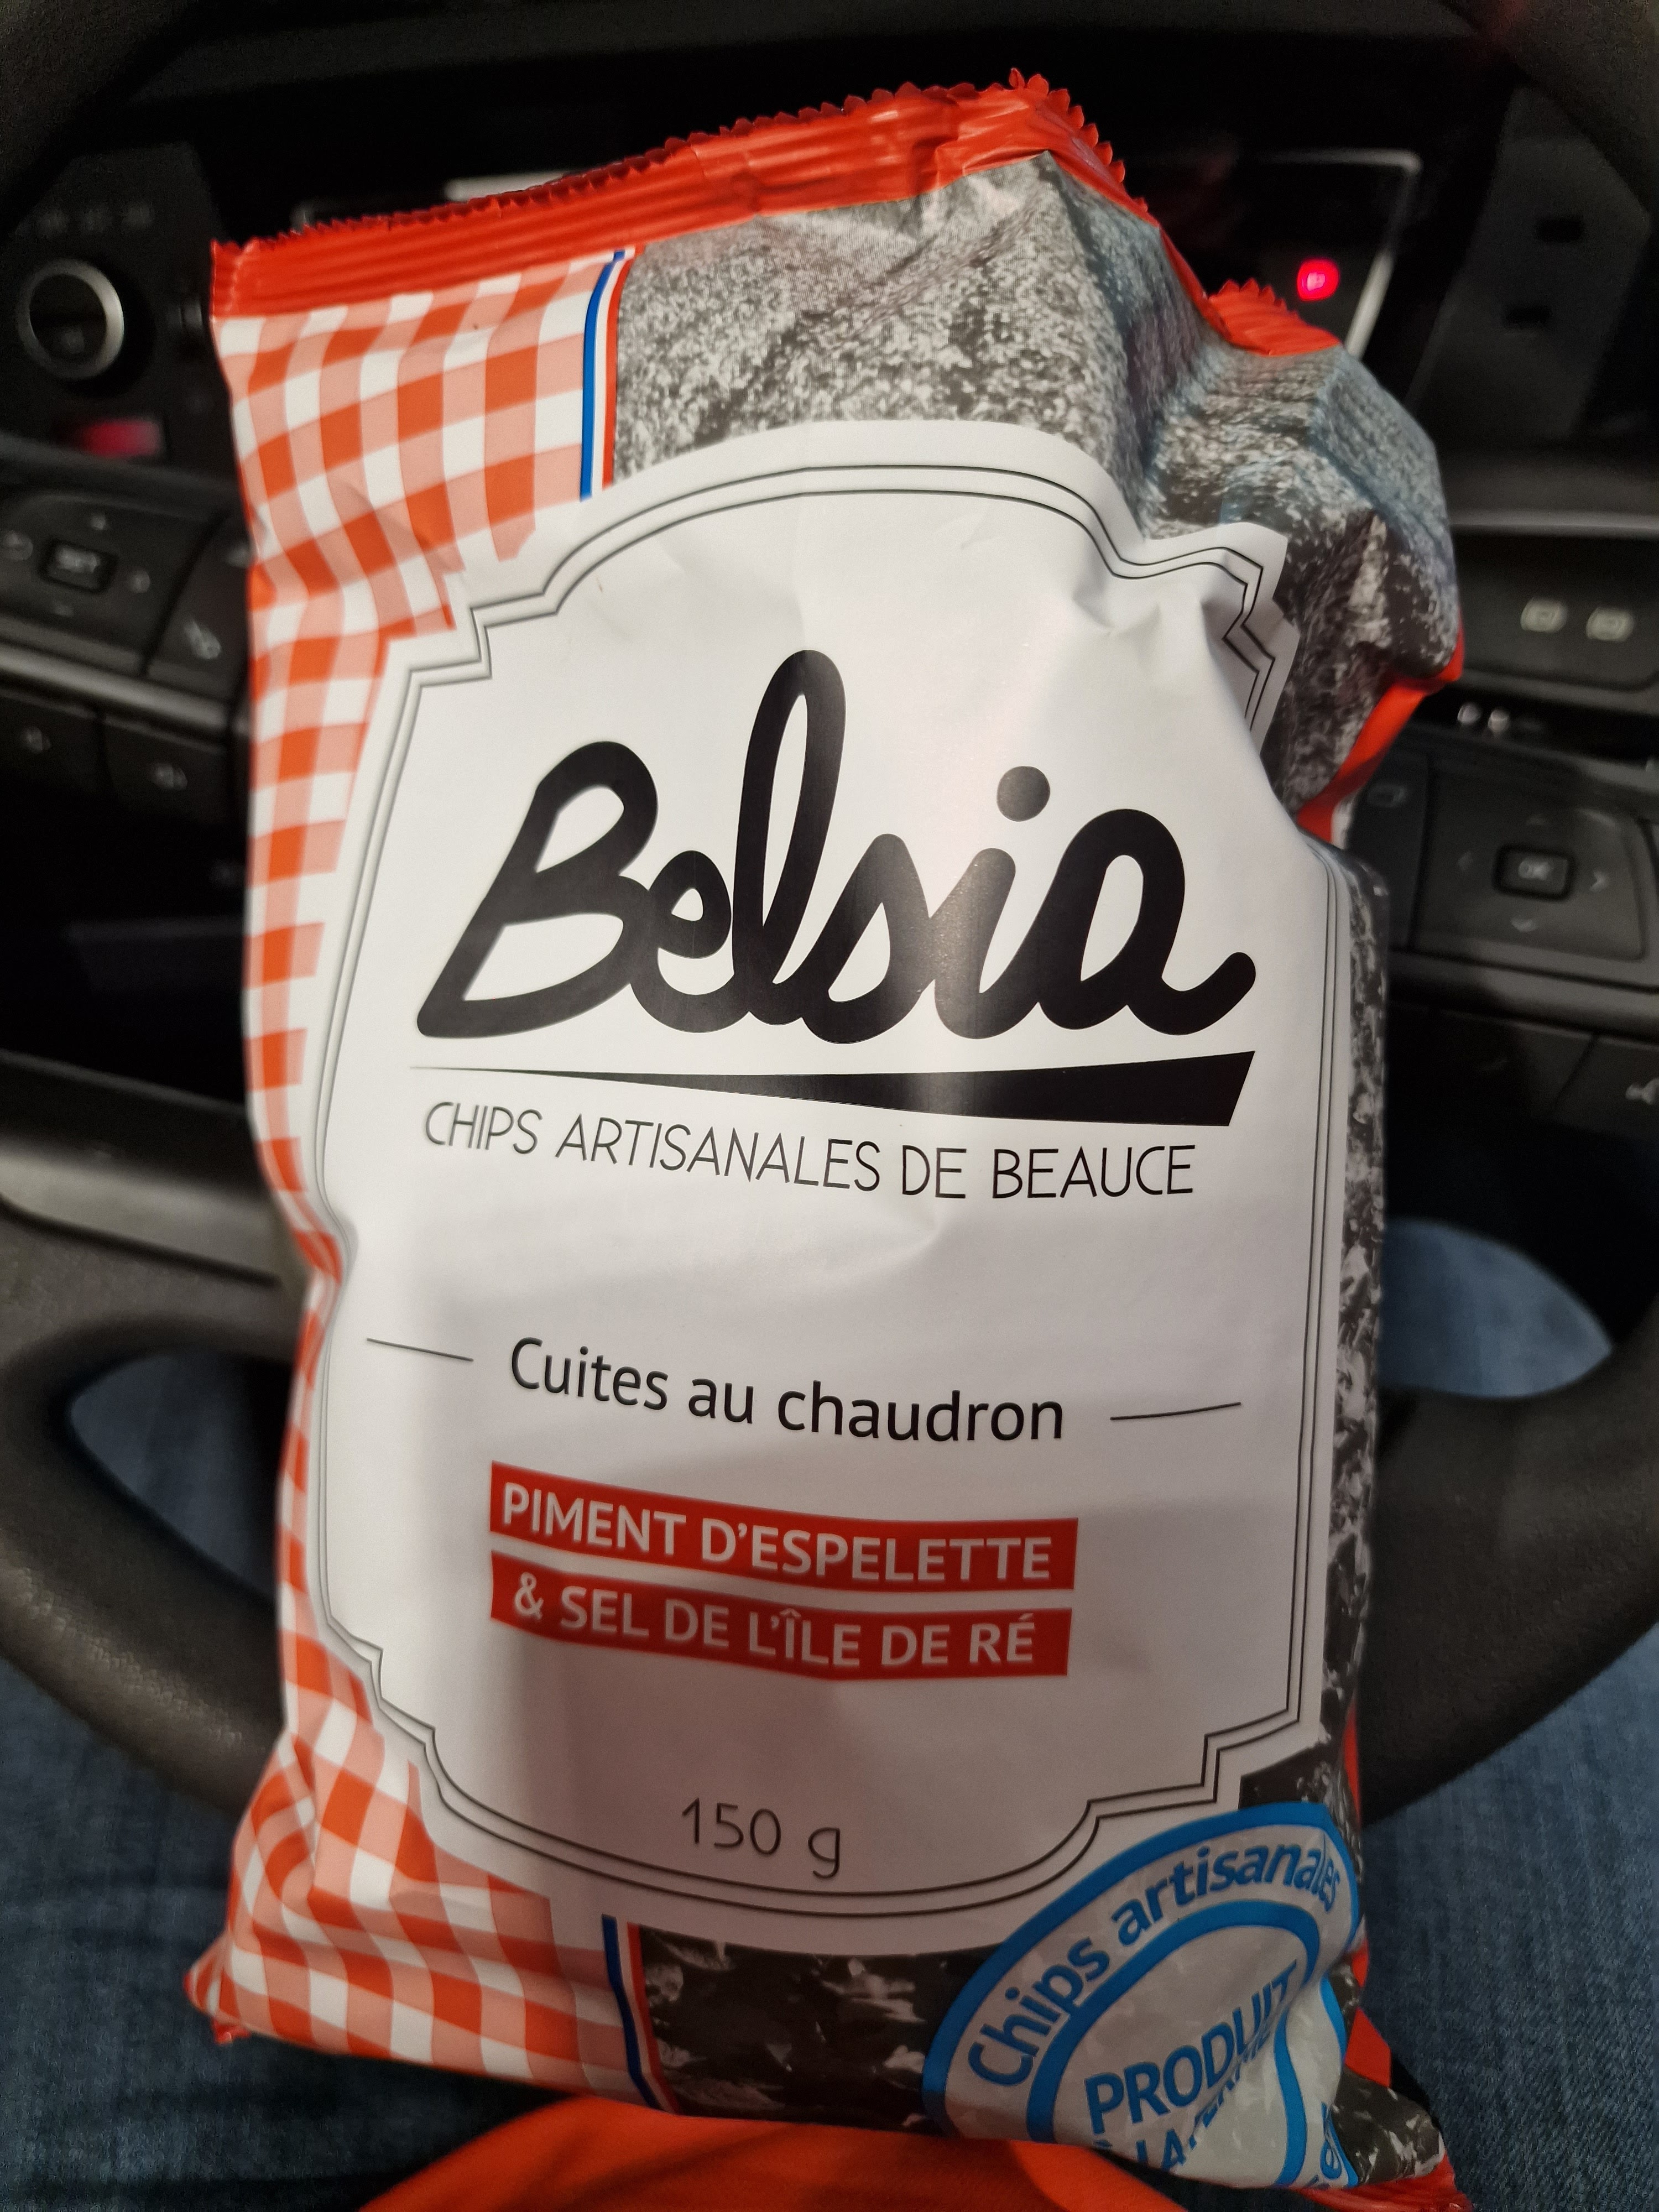 Belsia
CHIPS ARTISANALES DE BEAUCE
Cuites au chaudron
PIMENT D'ESPELETTE
& SEL DE L'ÎLE DE RÉ
150 g
Chips artisanales
PRODUIT
OK